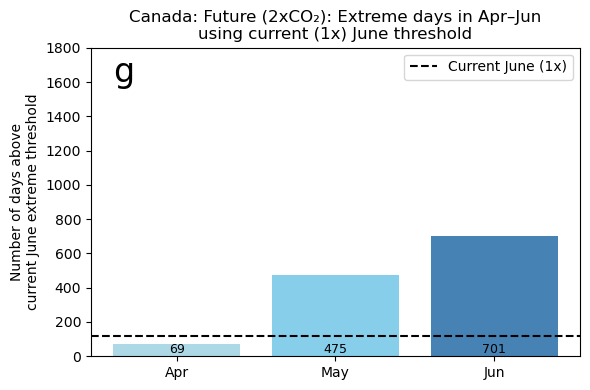 Canada: Future (2xCO₂): Extreme days in Apr–Jun
using current (1x) June threshold
g
Current June (1x)
Number of days above
current June extreme threshold
1800
1600
1400
1200
1000
800
600
400
200
0
69
475
701
Apr
May
Jun